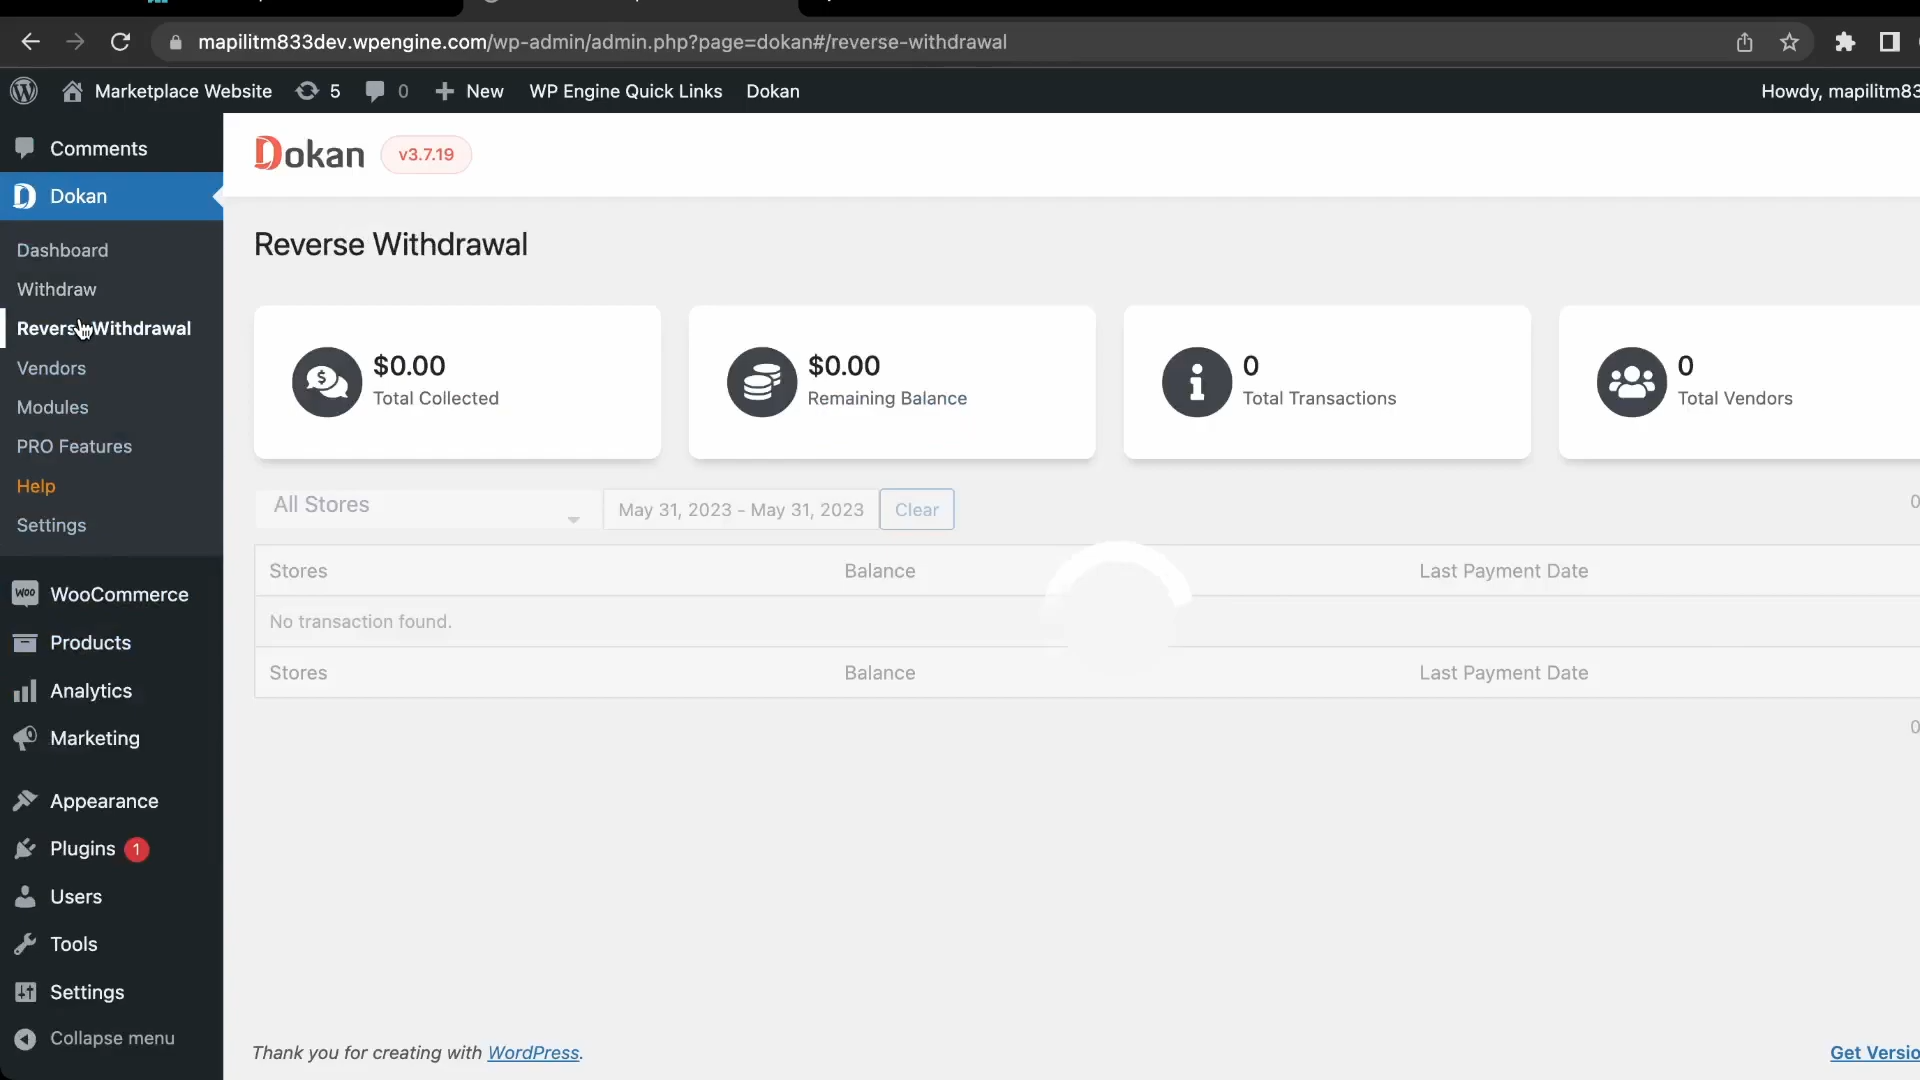 mapilitm833dev.wpengine.com/wp-admin/admin.php?page=dokan#/reverse-withdrawal
Marketplace Website 5 0 New WP Engine Quick Links Dokan Howdy, mapilitm83
Comments
Dokan
Dashboard
Withdraw
Reverse Withdrawal
Vendors
Modules
PRO Features
Help
Settings
WooCommerce
Products
Analytics
Marketing
Appearance
Plugins 1
Users
Tools
Settings
Collapse menu
Dokan v3.7.19
Reverse Withdrawal
$0.00
Total Collected
$0.00
Remaining Balance
0
Total Transactions
0
Total Vendors
All Stores May 31, 2023 - May 31, 2023 Clear 0
Stores Balance Last Payment Date
No transaction found.
Stores Balance Last Payment Date
0
Thank you for creating with WordPress. Get Versio